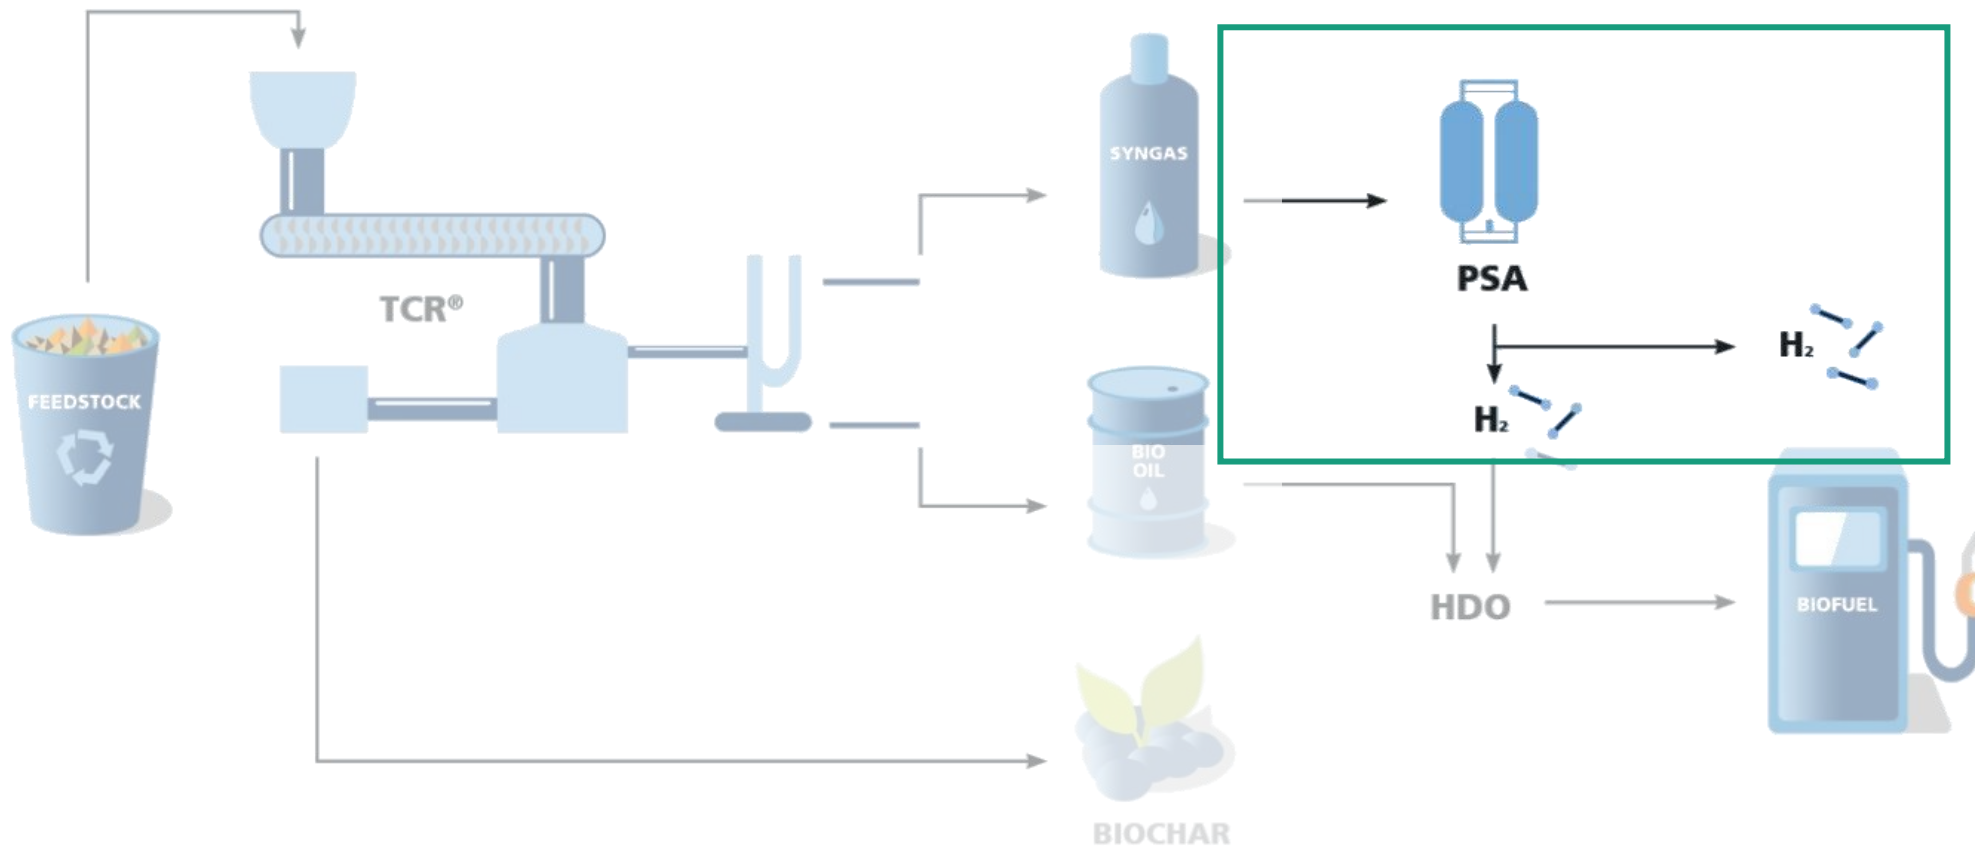 SYNGAS
PSA
TCR®
H₂
FEEDSTOCK
H₂
BIO
OIL
HDO
BIOFUEL
BIOCHAR